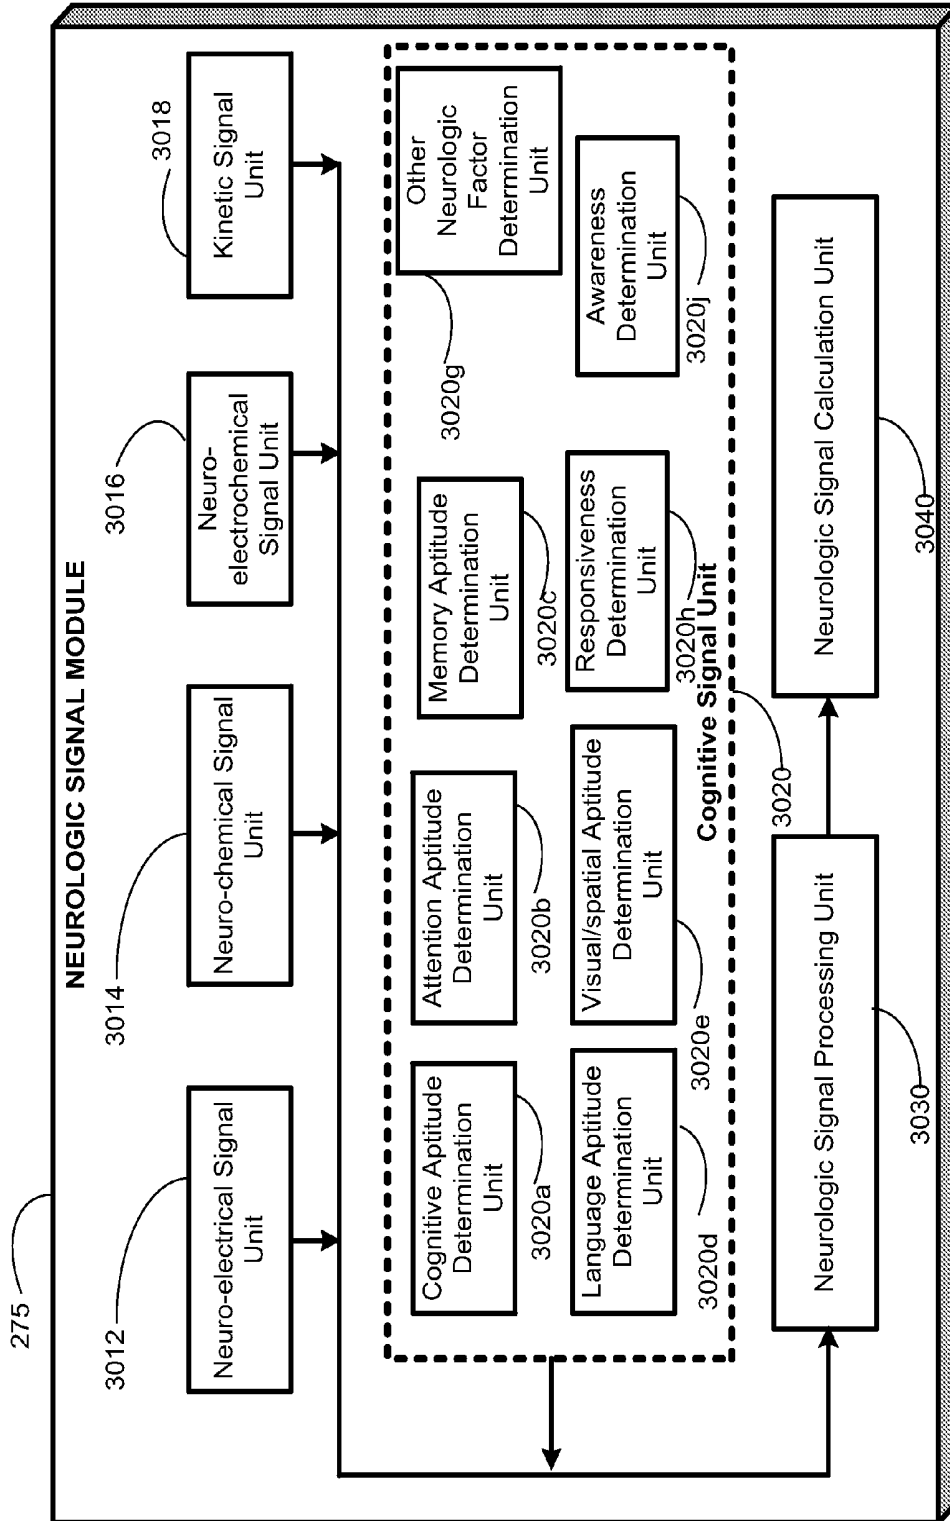 275
NEUROLOGIC SIGNAL MODULE
3012
Neuro-electrical Signal
Unit
3014
Neuro-chemical Signal
Unit
3016
Neuro-
electrochemical
Signal Unit
3018
Kinetic Signal
Unit
Cognitive Aptitude
Determination
Unit
3020a
Attention Aptitude
Determination
Unit
3020b
Memory Aptitude
Determination
Unit
3020c
Other
Neurologic
Factor
Determination
Unit
3020g
Language Aptitude
Determination
Unit
3020d
Visual/spatial Aptitude
Determination
Unit
3020e
Responsiveness
Determination
Unit
3020h
Awareness
Determination
Unit
3020j
Cognitive Signal Unit
3020
Neurologic Signal Processing Unit
3030
Neurologic Signal Calculation Unit
3040